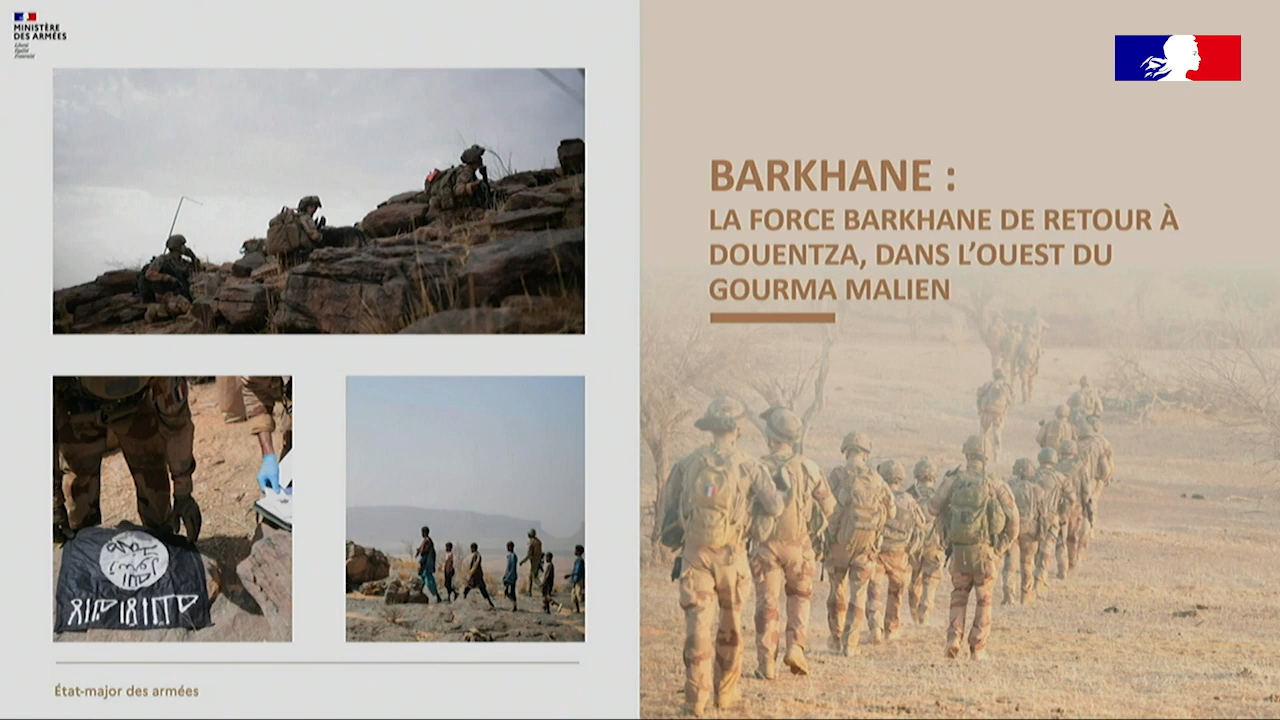 MINISTÈRE
DES ARMÉES
Liberté
Égalité
Fraternité
BARKHANE :
LA FORCE BARKHANE DE RETOUR À
DOUENTZA, DANS L'OUEST DU
GOURMA MALIEN
État-major des armées